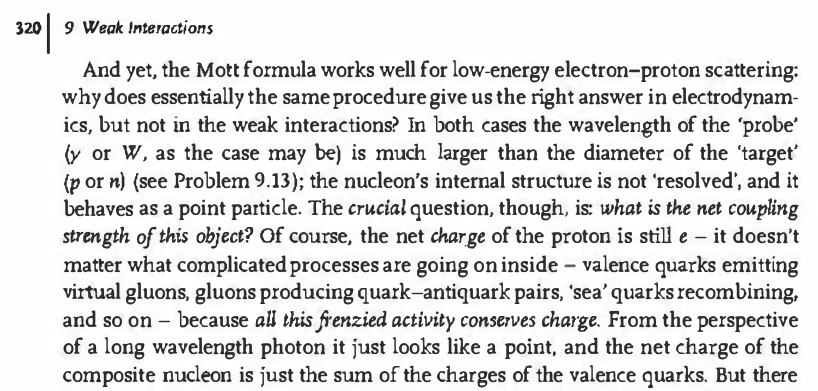 320 | 9 Weak Interactions
And yet, the Mott formula works well for low-energy electron–proton scattering:
why does essentially the same procedure give us the right answer in electrodynam-
ics, but not in the weak interactions? In both cases the wavelength of the 'probe'
(γ or W, as the case may be) is much larger than the diameter of the 'target'
(p or n) (see Problem 9.13); the nucleon's internal structure is not 'resolved', and it
behaves as a point particle. The crucial question, though, is: what is the net coupling
strength of this object? Of course, the net charge of the proton is still e – it doesn't
matter what complicated processes are going on inside – valence quarks emitting
virtual gluons, gluons producing quark–antiquark pairs, 'sea' quarks recombining,
and so on – because all this frenzied activity conserves charge. From the perspective
of a long wavelength photon it just looks like a point, and the net charge of the
composite nucleon is just the sum of the charges of the valence quarks. But there